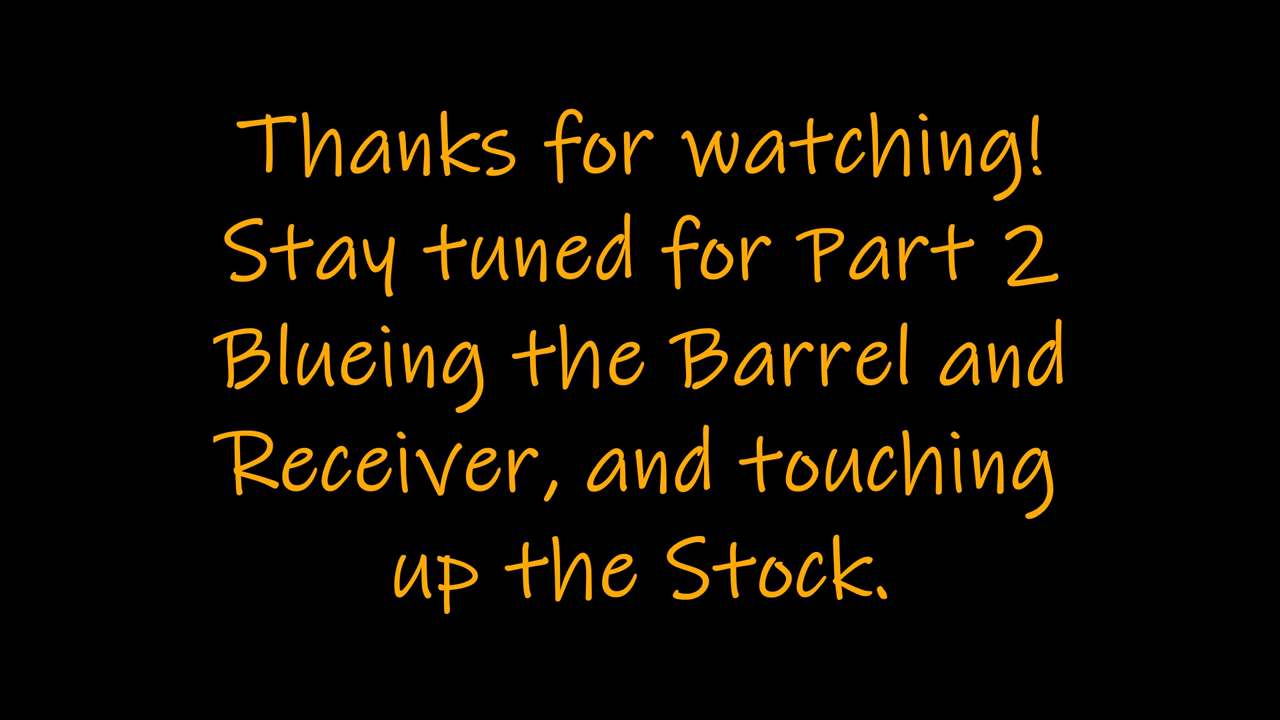 Thanks for watching!
Stay tuned for Part 2
Blueing the Barrel and
Receiver, and touching
up the Stock.